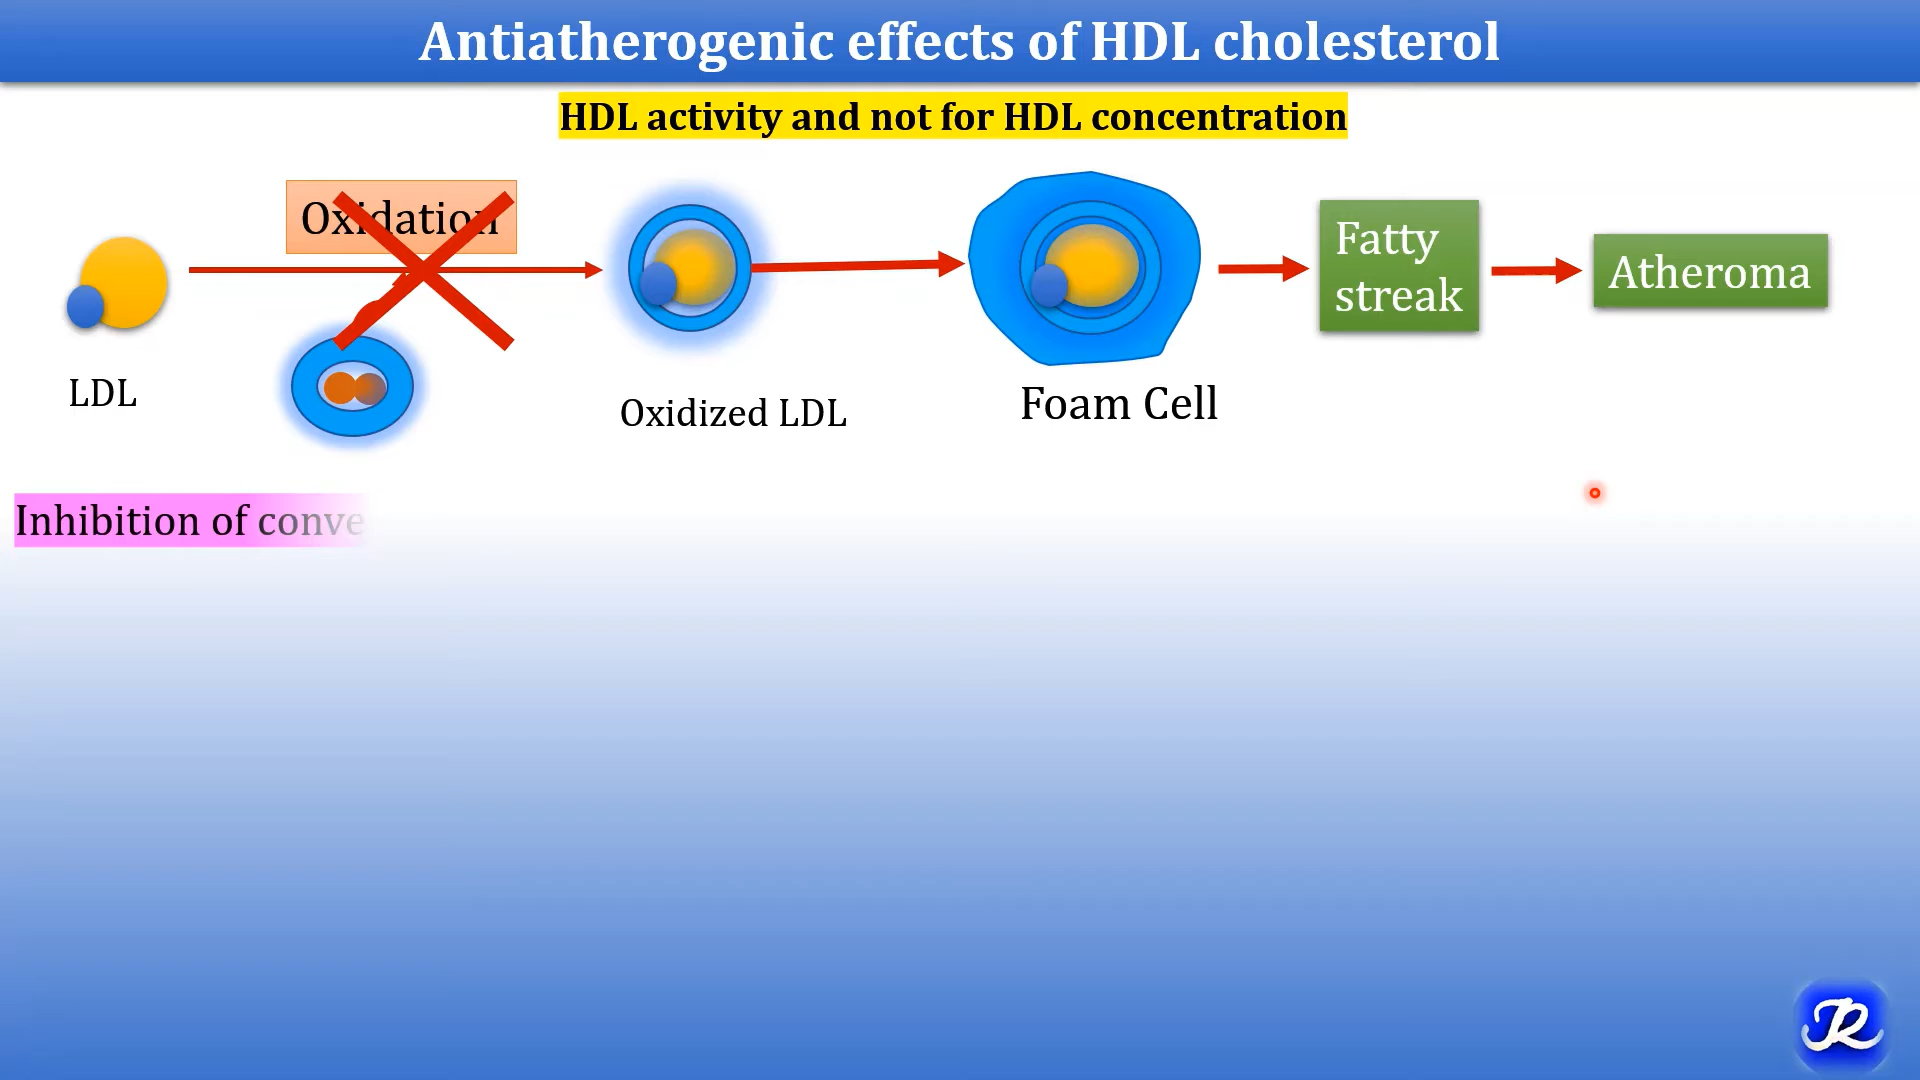 Antiatherogenic effects of HDL cholesterol
HDL activity and not for HDL concentration
Oxidation
Fatty
streak
Atheroma
LDL
Oxidized LDL
Foam Cell
Inhibition of conve
JR